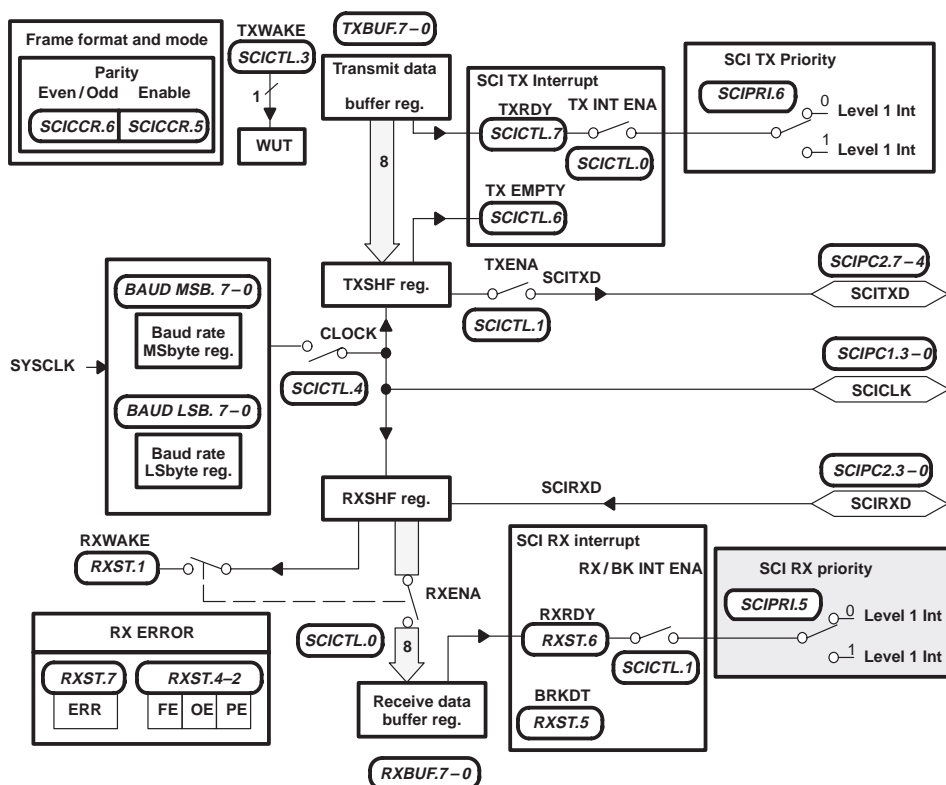 Frame format and mode
Parity
Even / Odd Enable
SCICCR.6 SCICCR.5
TXWAKE
SCICTL.3
1
WUT
TXBUF.7–0
Transmit data
buffer reg.
8
SCI TX Interrupt
TXRDY TX INT ENA
SCICTL.7
SCICTL.0
TX EMPTY
SCICTL.6
SCI TX Priority
SCIPRI.6
0
Level 1 Int
1
Level 1 Int
BAUD MSB. 7–0
Baud rate
MSbyte reg.
SYSCLK
BAUD LSB. 7–0
Baud rate
LSbyte reg.
CLOCK
SCICTL.4
TXSHF reg.
TXENA
SCITXD
SCICTL.1
SCIPC2.7–4
SCITXD
SCIPC1.3–0
SCICLK
SCIPC2.3–0
SCIRXD
SCIRXD
RXSHF reg.
RXWAKE
RXST.1
RXENA
SCICTL.0
8
Receive data
buffer reg.
RXBUF.7–0
SCI RX interrupt
RX / BK INT ENA
RXRDY
RXST.6
SCICTL.1
BRKDT
RXST.5
SCI RX priority
SCIPRI.5
0
Level 1 Int
1
Level 1 Int
RX ERROR
RXST.7 RXST.4–2
ERR FE OE PE